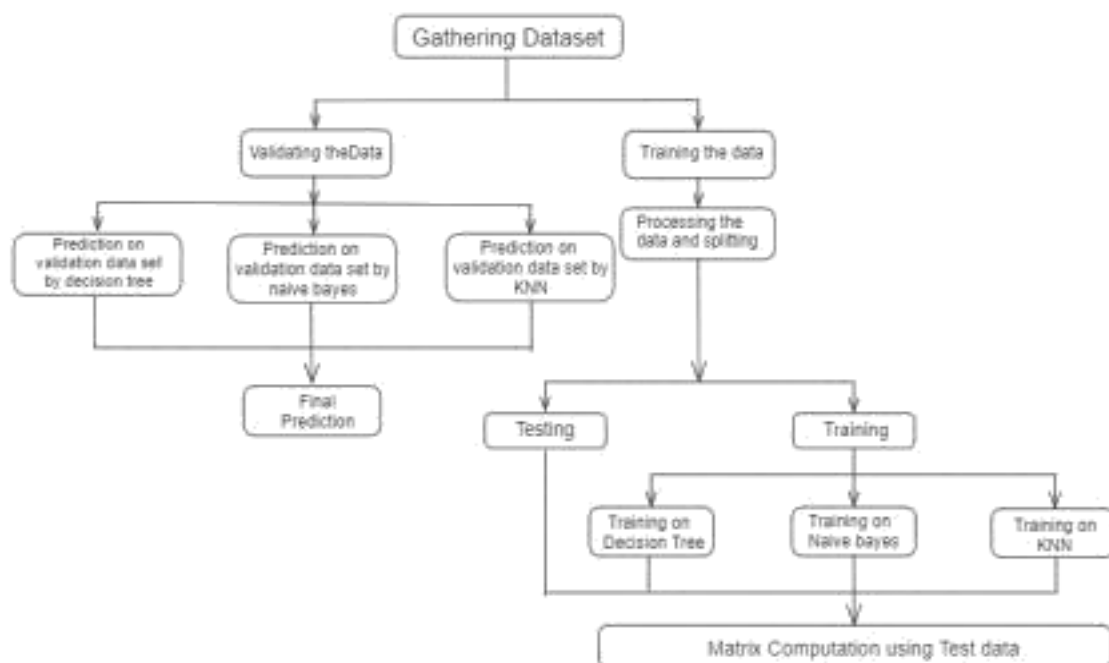 Gathering Dataset
Validating theData
Training the data
Prediction on
validation data set
by decision tree
Prediction on
validation data set by
naive bayes
Prediction on
validation data set by
KNN
Processing the
data and splitting
Final
Prediction
Testing
Training
Training on
Decision Tree
Training on
Naive bayes
Training on
KNN
Matrix Computation using Test data